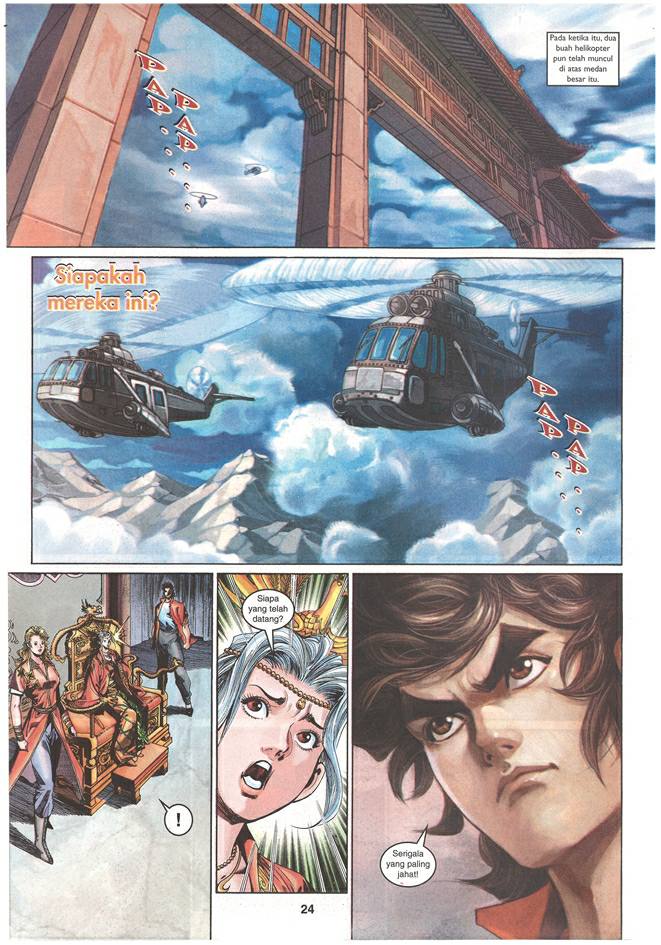 Pada ketika itu, dua
buah helikopter
pun telah muncul
di atas medan
besar itu.
PAP
PAP....
Siapakah
mereka ini?
PAP
PAP....
!
Siapa
yang telah
datang?
Serigala
yang paling
jahat!
24